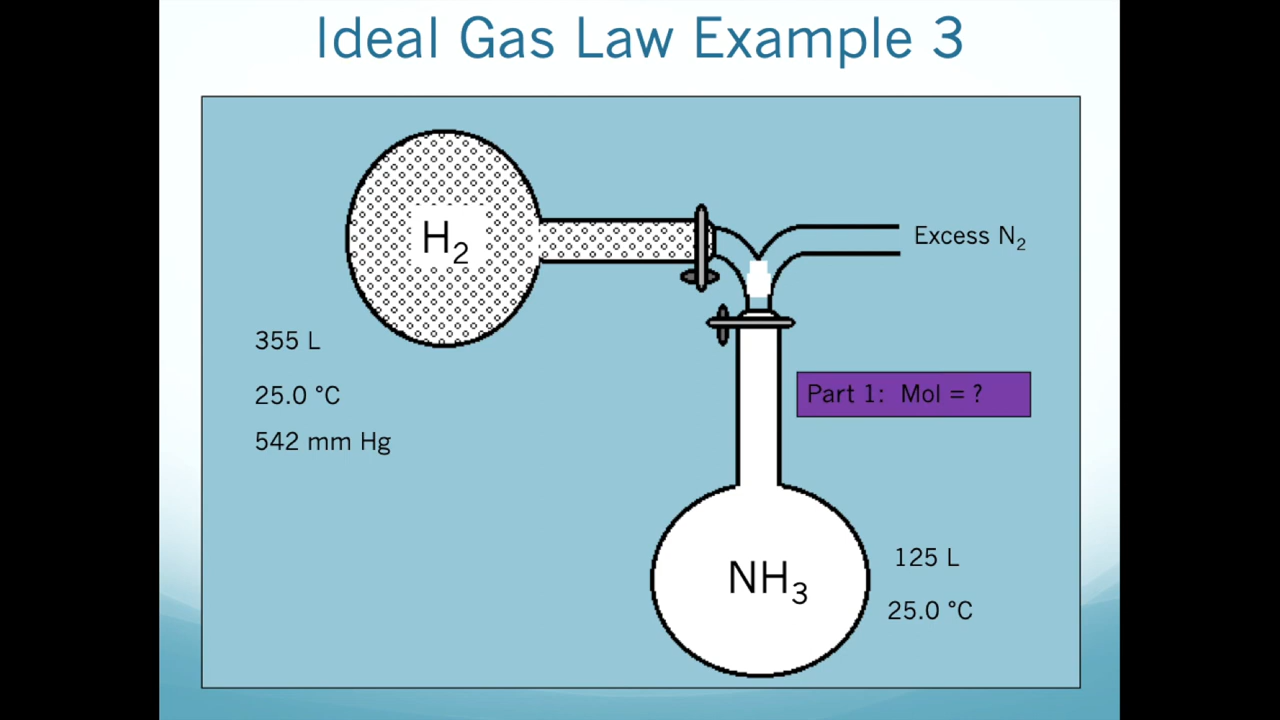 Ideal Gas Law Example 3
H₂
Excess N₂
355 L
25.0 °C
542 mm Hg
Part 1: Mol = ?
NH₃
125 L
25.0 °C